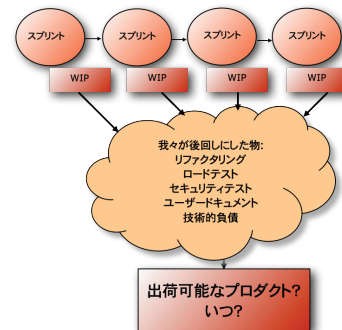 スプリント
スプリント
スプリント
スプリント
WIP
WIP
WIP
WIP
我々が後回しにした物:
リファクタリング
ロードテスト
セキュリティテスト
ユーザードキュメント
技術的負債
出荷可能なプロダクト?
いつ?